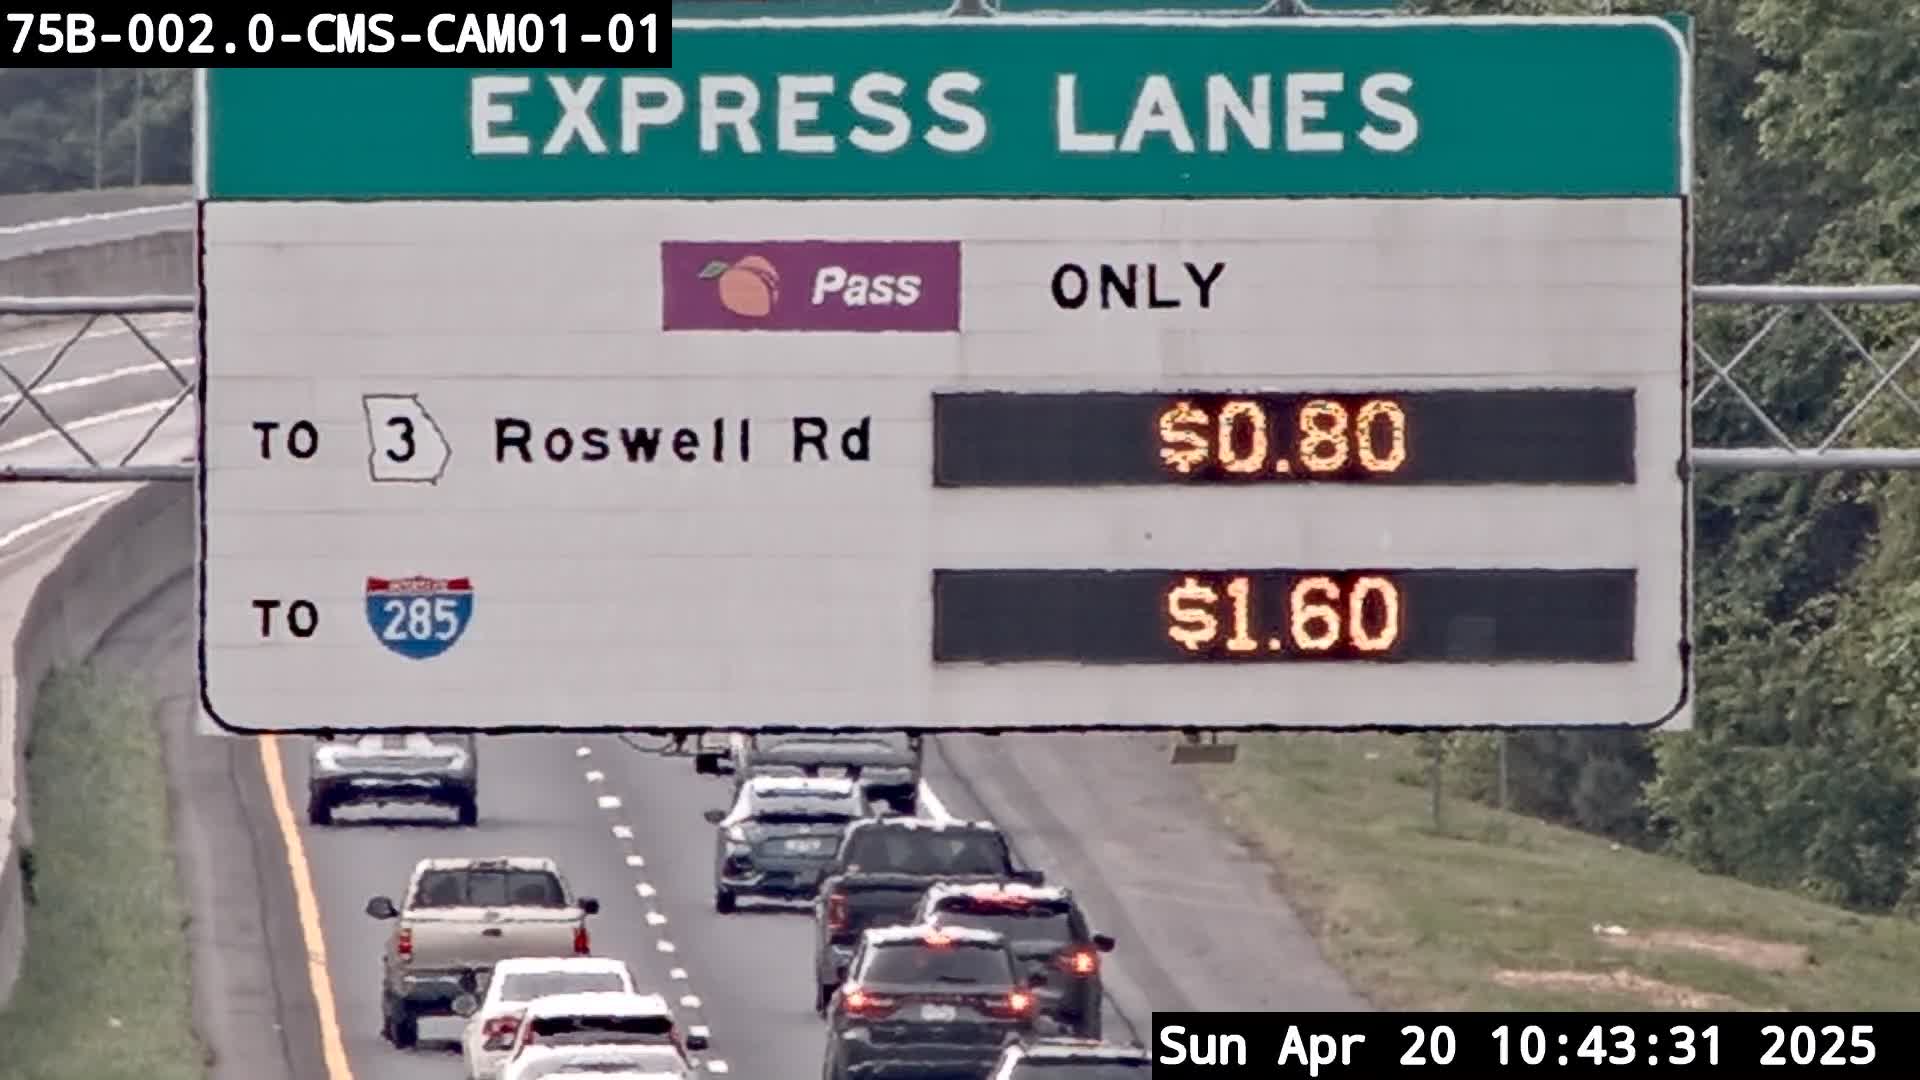 75B-002.0-CMS-CAM01-01
EXPRESS LANES
Pass ONLY
TO 3 Roswell Rd $0.80
TO INTERSTATE 285 $1.60
Sun Apr 20 10:43:31 2025